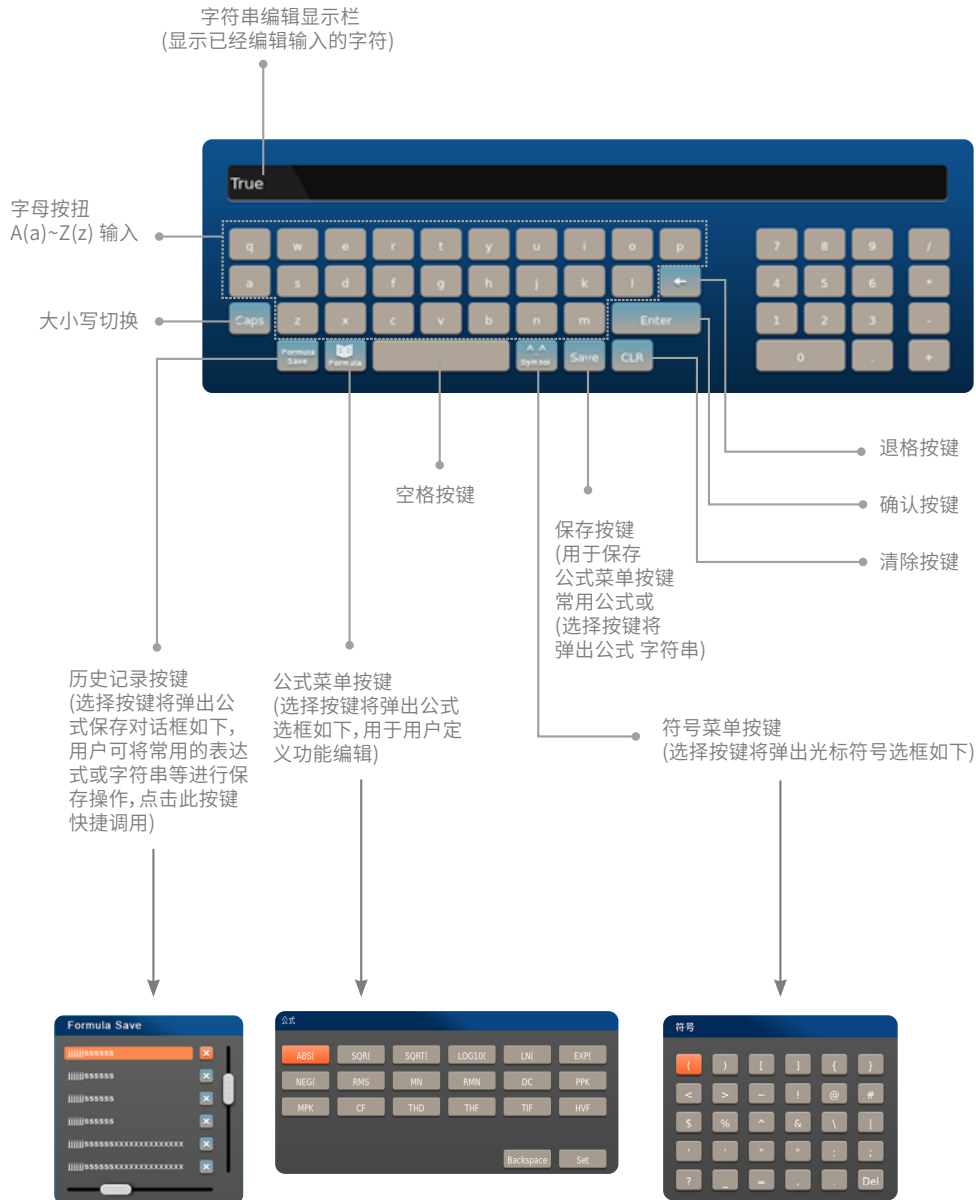 字符串编辑显示栏
(显示已经编辑输入的字符)
True
字母按扭
A(a)~Z(z) 输入
q w e r t y u i o p 7 8 9 /
a s d f g h j k l ← 4 5 6 *
大小写切换
Caps z x c v b n m Enter 1 2 3 -
Formula Save Formula ^_^ Symbol Save CLR 0 . +
退格按键
空格按键
确认按键
保存按键
(用于保存
公式菜单按键
常用公式或
(选择按键将
弹出公式 字符串)
清除按键
历史记录按键
(选择按键将弹出公
式保存对话框如下,
用户可将常用的表达
式或字符串等进行保
存操作,点击此按键
快捷调用)
公式菜单按键
(选择按键将弹出公式
选框如下,用于用户定
义功能编辑)
符号菜单按键
(选择按键将弹出光标符号选框如下)
Formula Save
jjjjjjssssss ×
jjjjjjssssss ×
jjjjjjssssss ×
jjjjjjssssss ×
jjjjjjssssssxxxxxxxxxxxxxx ×
jjjjjjssssssxxxxxxxxxxxxxx ×
公式
ABS( SQR( SQRT( LOG10( LN( EXP(
NEG( RMS MN RMN DC PPK
MPK CF THD THF TIF HVF
Backspace Set
符号
( ) [ ] { }
< > ~ ! @ #
$ % ^ & \ |
' ' " " : ;
? _ = , . Del